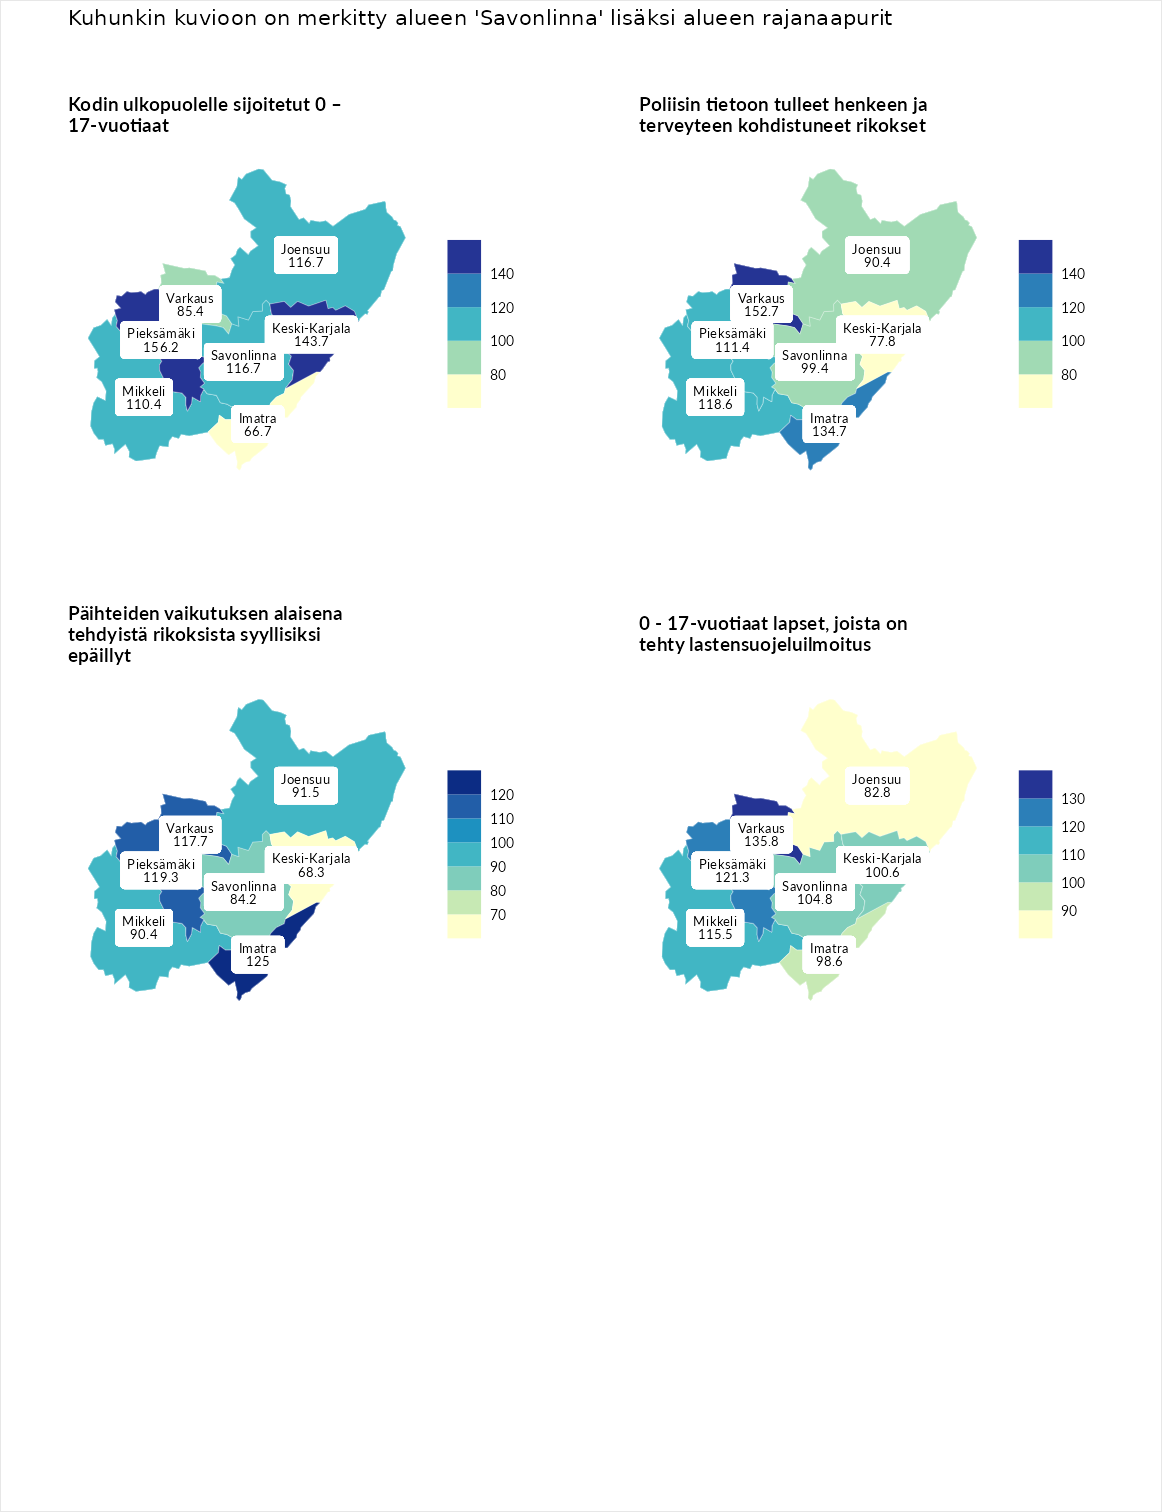 Kuhunkin kuvioon on merkitty alueen 'Savonlinna' lisäksi alueen rajanaapurit
Kodin ulkopuolelle sijoitetut 0 –
17-vuotiaat
Joensuu
116.7
Varkaus
85.4
Keski-Karjala
143.7
Pieksämäki
156.2
Savonlinna
116.7
Mikkeli
110.4
Imatra
66.7
140
120
100
80
Poliisin tietoon tulleet henkeen ja
terveyteen kohdistuneet rikokset
Joensuu
90.4
Varkaus
152.7
Keski-Karjala
77.8
Pieksämäki
111.4
Savonlinna
99.4
Mikkeli
118.6
Imatra
134.7
140
120
100
80
Päihteiden vaikutuksen alaisena
tehdyistä rikoksista syyllisiksi
epäillyt
Joensuu
91.5
Varkaus
117.7
Keski-Karjala
68.3
Pieksämäki
119.3
Savonlinna
84.2
Mikkeli
90.4
Imatra
125
120
110
100
90
80
70
0 - 17-vuotiaat lapset, joista on
tehty lastensuojeluilmoitus
Joensuu
82.8
Varkaus
135.8
Keski-Karjala
100.6
Pieksämäki
121.3
Savonlinna
104.8
Mikkeli
115.5
Imatra
98.6
130
120
110
100
90